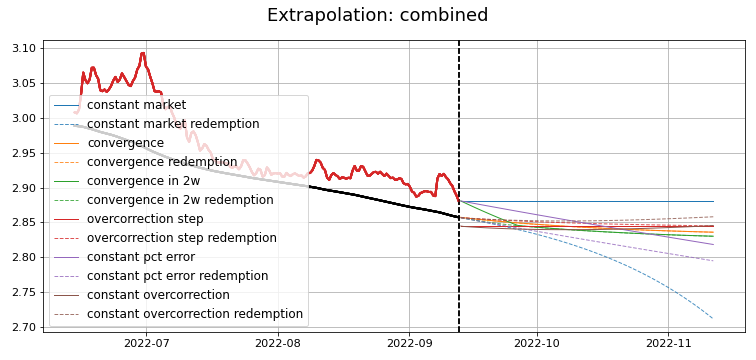 Extrapolation: combined
3.10
3.05
3.00
2.95
2.90
2.85
2.80
2.75
2.70
constant market
constant market redemption
convergence
convergence redemption
convergence in 2w
convergence in 2w redemption
overcorrection step
overcorrection step redemption
constant pct error
constant pct error redemption
constant overcorrection
constant overcorrection redemption
2022-07
2022-08
2022-09
2022-10
2022-11